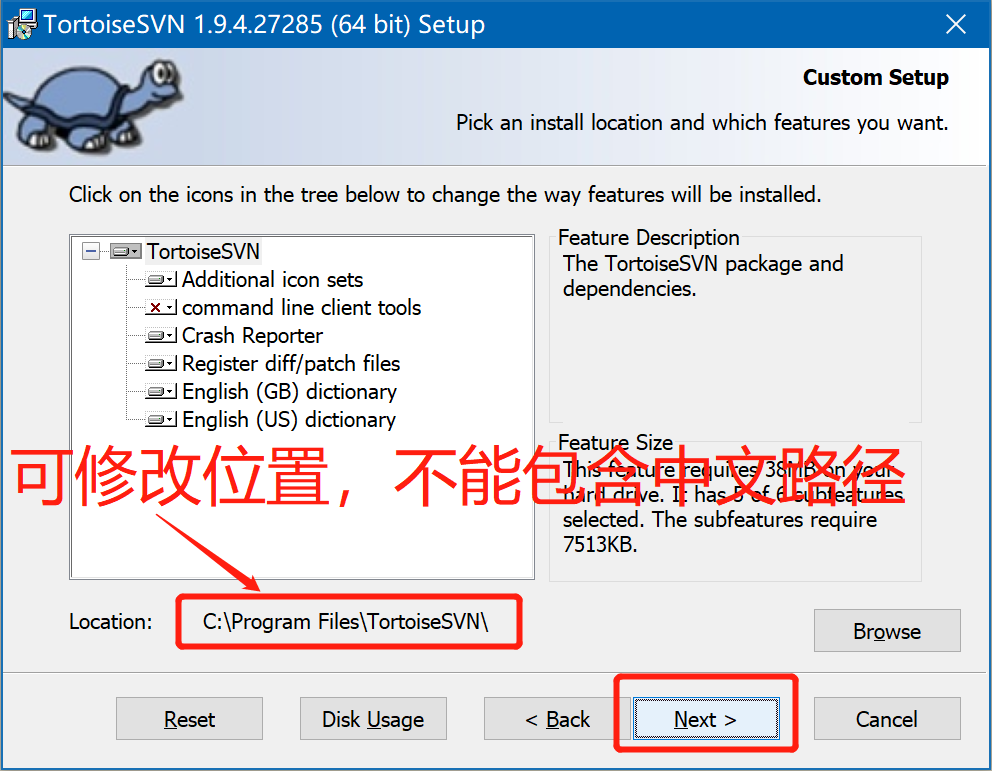 TortoiseSVN 1.9.4.27285 (64 bit) Setup
Custom Setup
Pick an install location and which features you want.
Click on the icons in the tree below to change the way features will be installed.
TortoiseSVN
Additional icon sets
command line client tools
Crash Reporter
Register diff/patch files
English (GB) dictionary
English (US) dictionary
Feature Description
The TortoiseSVN package and
dependencies.
Feature Size
This feature requires 38MB on your
hard drive. It has 5 of 6 subfeatures
selected. The subfeatures require
7513KB.
可修改位置，不能包含中文路径
Location:
C:\Program Files\TortoiseSVN\
Browse
Reset
Disk Usage
< Back
Next >
Cancel